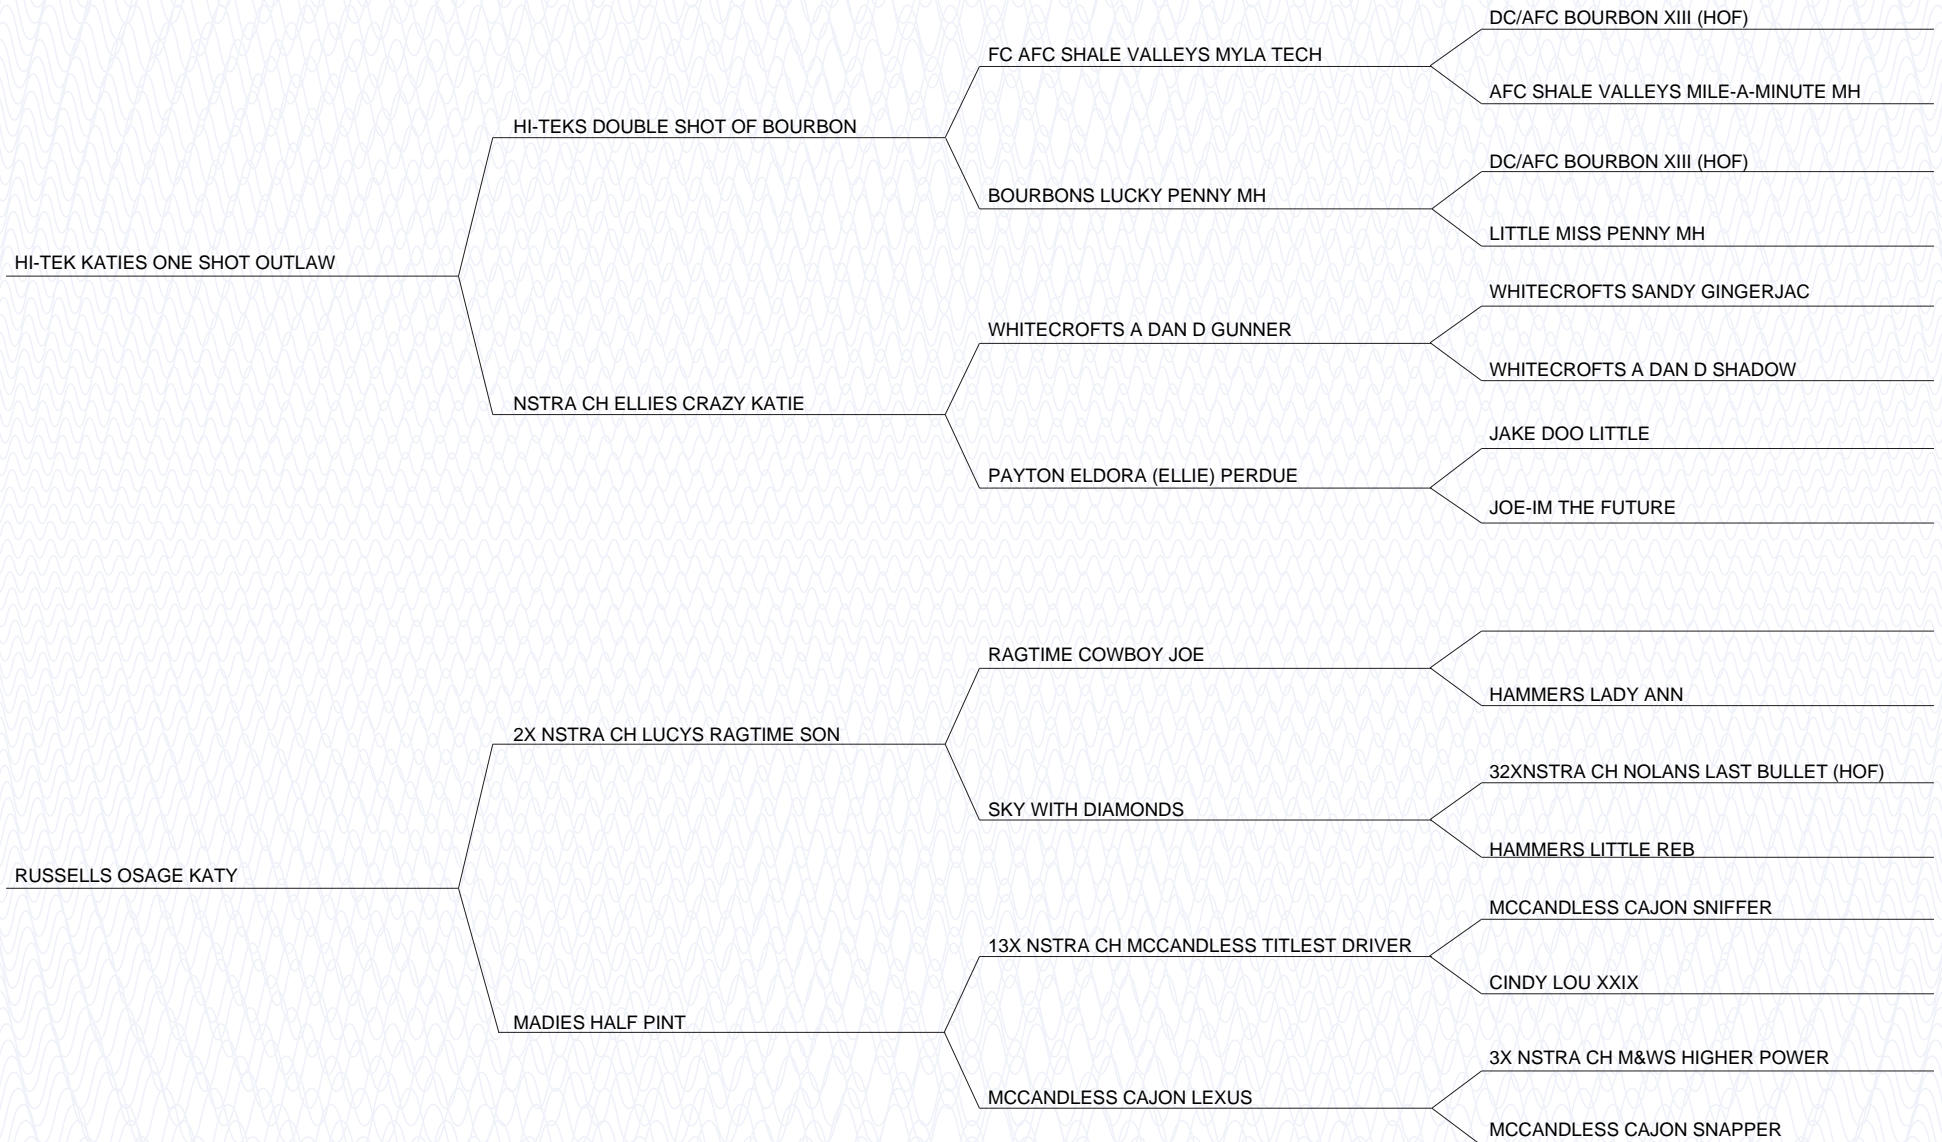 DC/AFC BOURBON XIII (HOF)
FC AFC SHALE VALLEYS MYLA TECH
AFC SHALE VALLEYS MILE-A-MINUTE MH
HI-TEKS DOUBLE SHOT OF BOURBON
DC/AFC BOURBON XIII (HOF)
BOURBONS LUCKY PENNY MH
LITTLE MISS PENNY MH
HI-TEK KATIES ONE SHOT OUTLAW
WHITECROFTS SANDY GINGERJAC
WHITECROFTS A DAN D GUNNER
WHITECROFTS A DAN D SHADOW
NSTRA CH ELLIES CRAZY KATIE
JAKE DOO LITTLE
PAYTON ELDORA (ELLIE) PERDUE
JOE-IM THE FUTURE
RAGTIME COWBOY JOE
HAMMERS LADY ANN
2X NSTRA CH LUCYS RAGTIME SON
32XNSTRA CH NOLANS LAST BULLET (HOF)
SKY WITH DIAMONDS
HAMMERS LITTLE REB
RUSSELLS OSAGE KATY
MCCANDLESS CAJON SNIFFER
13X NSTRA CH MCCANDLESS TITLEST DRIVER
CINDY LOU XXIX
MADIES HALF PINT
3X NSTRA CH M&WS HIGHER POWER
MCCANDLESS CAJON LEXUS
MCCANDLESS CAJON SNAPPER